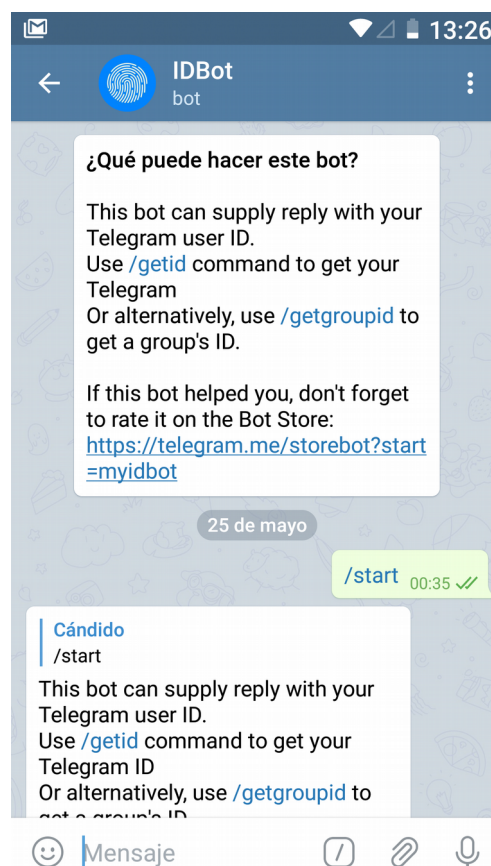 13:26
IDBot
bot
¿Qué puede hacer este bot?
This bot can supply reply with your
Telegram user ID.
Use /getid command to get your
Telegram
Or alternatively, use /getgroupid to
get a group's ID.
If this bot helped you, don't forget
to rate it on the Bot Store:
https://telegram.me/storebot?start
=myidbot
25 de mayo
/start 00:35
Cándido
/start
This bot can supply reply with your
Telegram user ID.
Use /getid command to get your
Telegram ID
Or alternatively, use /getgroupid to
get a group's ID
Mensaje